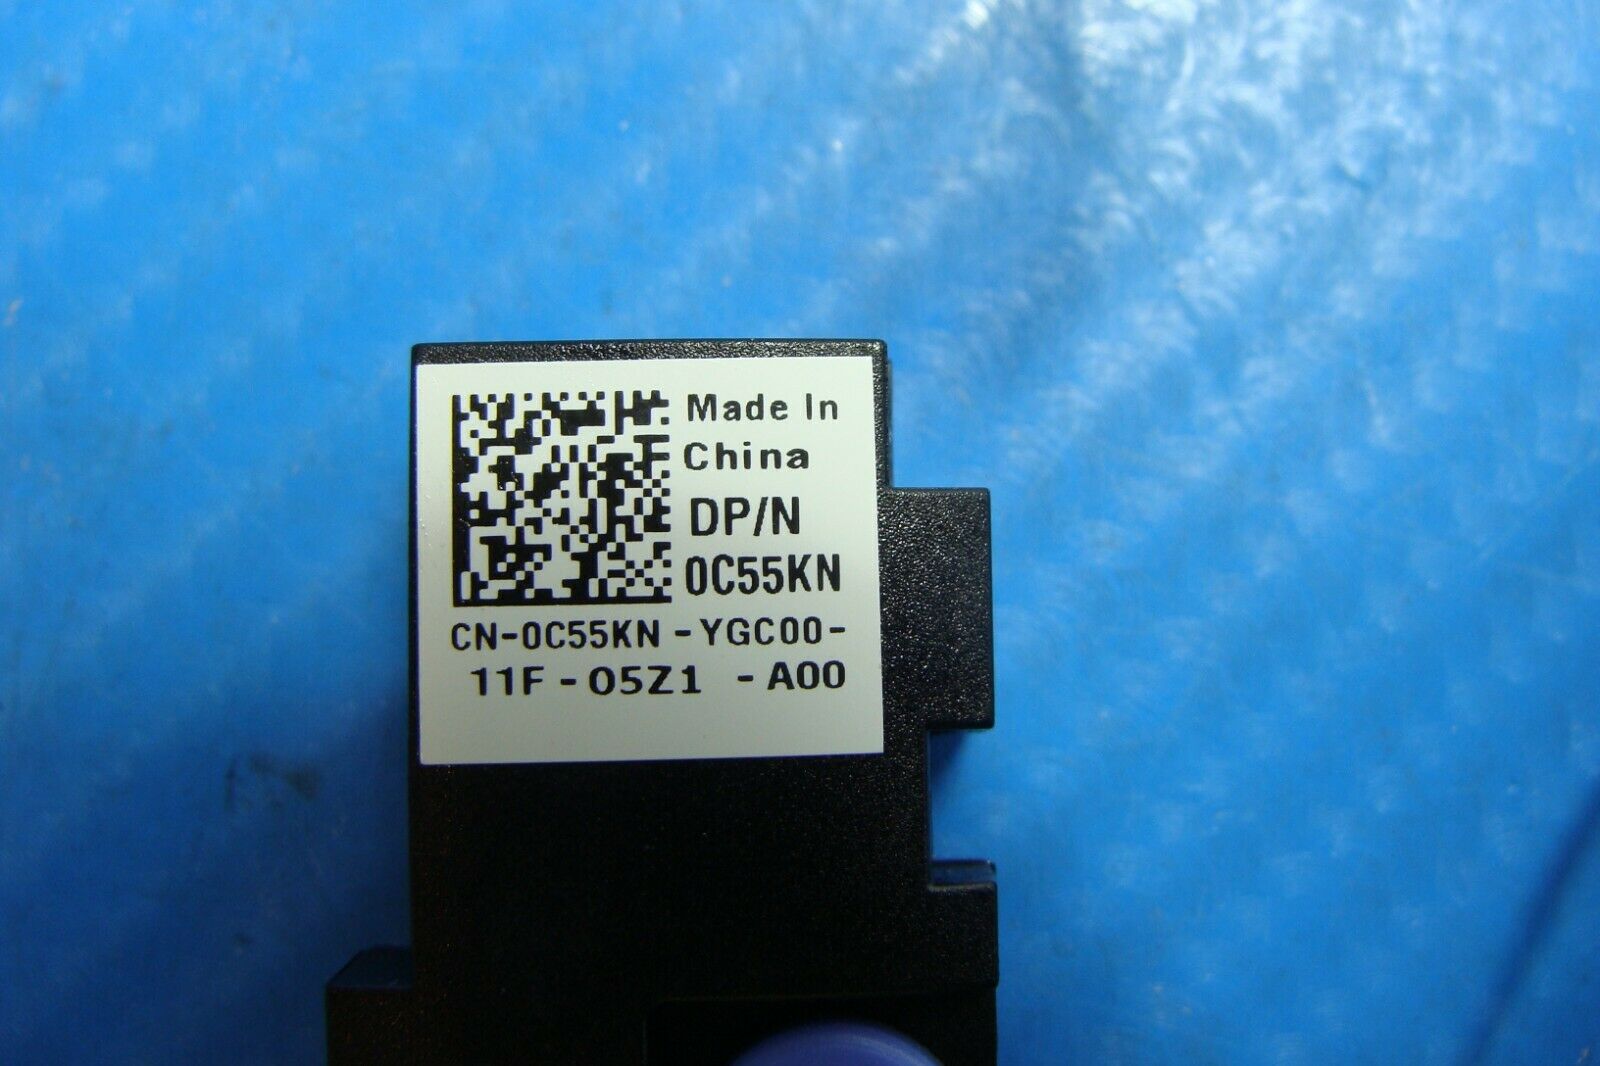 Made In
China
DP/N
0C55KN
CN-0C55KN-YGC00-
11F-05Z1 -A00